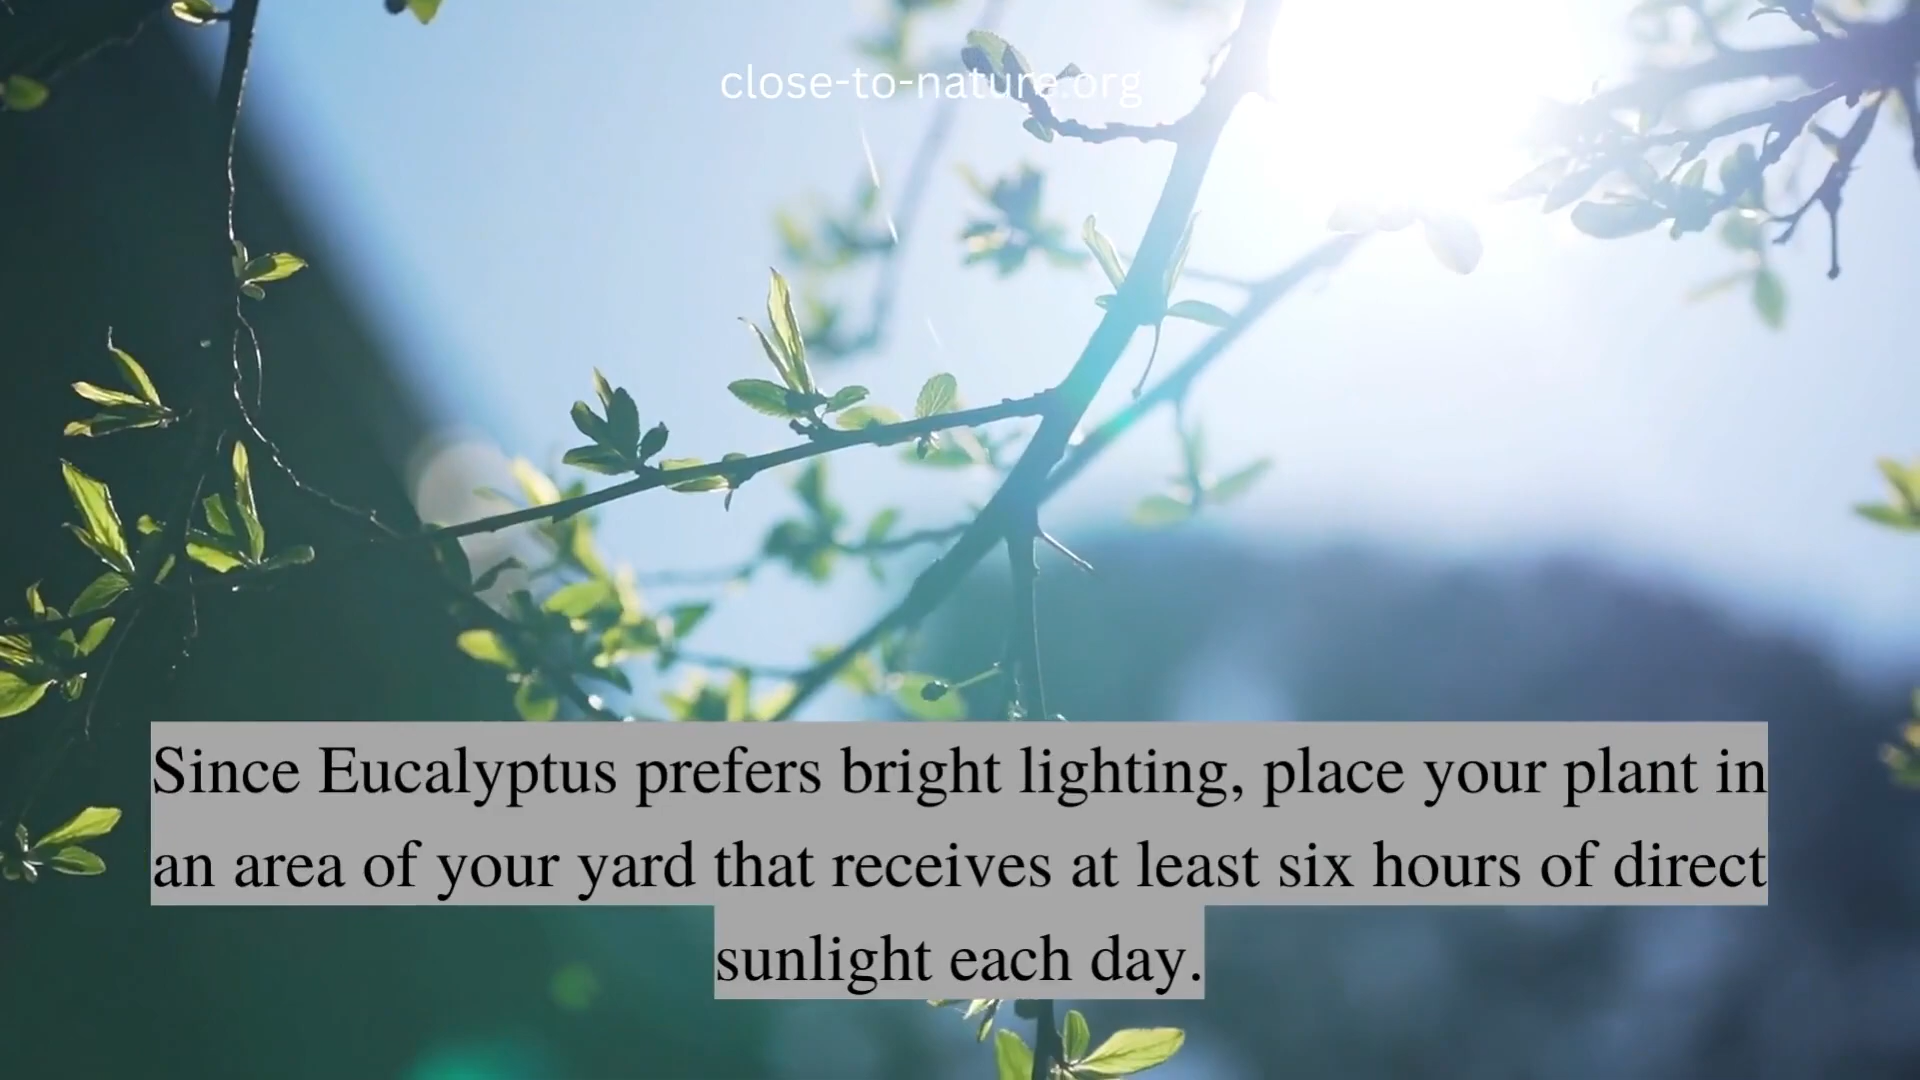 close-to-nature.org
Since Eucalyptus prefers bright lighting, place your plant in
an area of your yard that receives at least six hours of direct
sunlight each day.